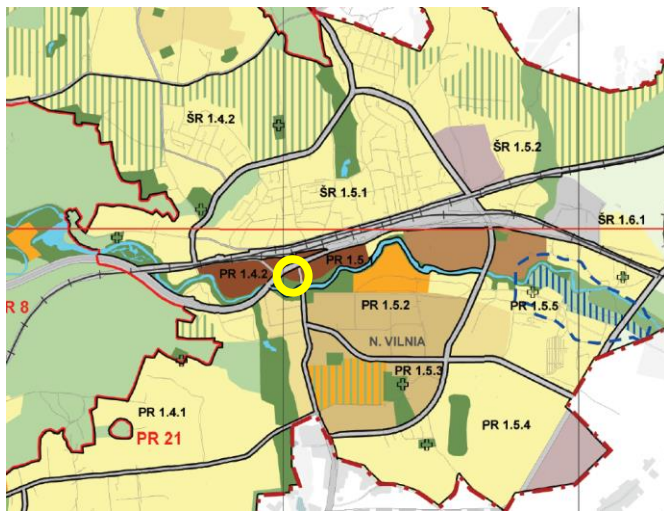 ŠR 1.4.2
ŠR 1.5.2
ŠR 1.5.1
ŠR 1.6.1
PR 1.4.2
PR 1.5.1
R 8
PR 1.5.2
PR 1.5.5
N. VILNIA
PR 1.5.3
PR 1.4.1
PR 21
PR 1.5.4